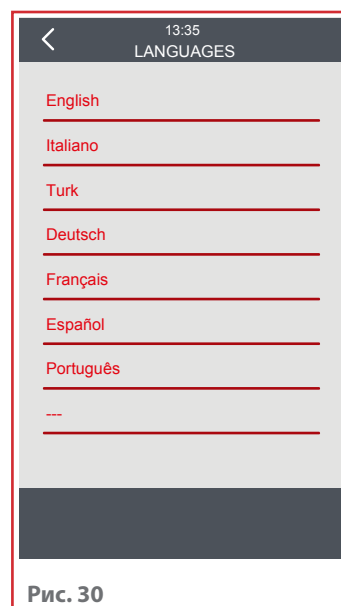 13:35
LANGUAGES
English
Italiano
Turk
Deutsch
Français
Español
Português
---
Рис. 30